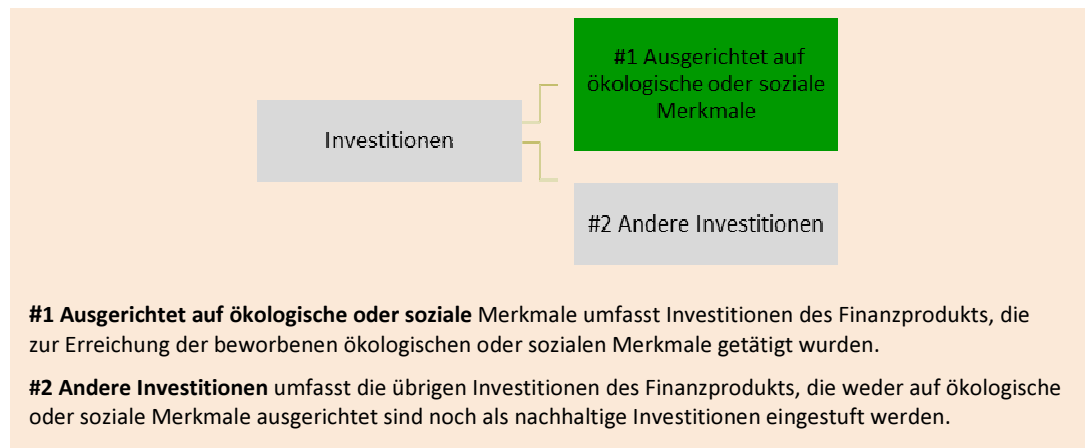 #1 Ausgerichtet auf
ökologische oder soziale
Merkmale
Investitionen
#2 Andere Investitionen
#1 Ausgerichtet auf ökologische oder soziale Merkmale umfasst Investitionen des Finanzprodukts, die
zur Erreichung der beworbenen ökologischen oder sozialen Merkmale getätigt wurden.
#2 Andere Investitionen umfasst die übrigen Investitionen des Finanzprodukts, die weder auf ökologische
oder soziale Merkmale ausgerichtet sind noch als nachhaltige Investitionen eingestuft werden.